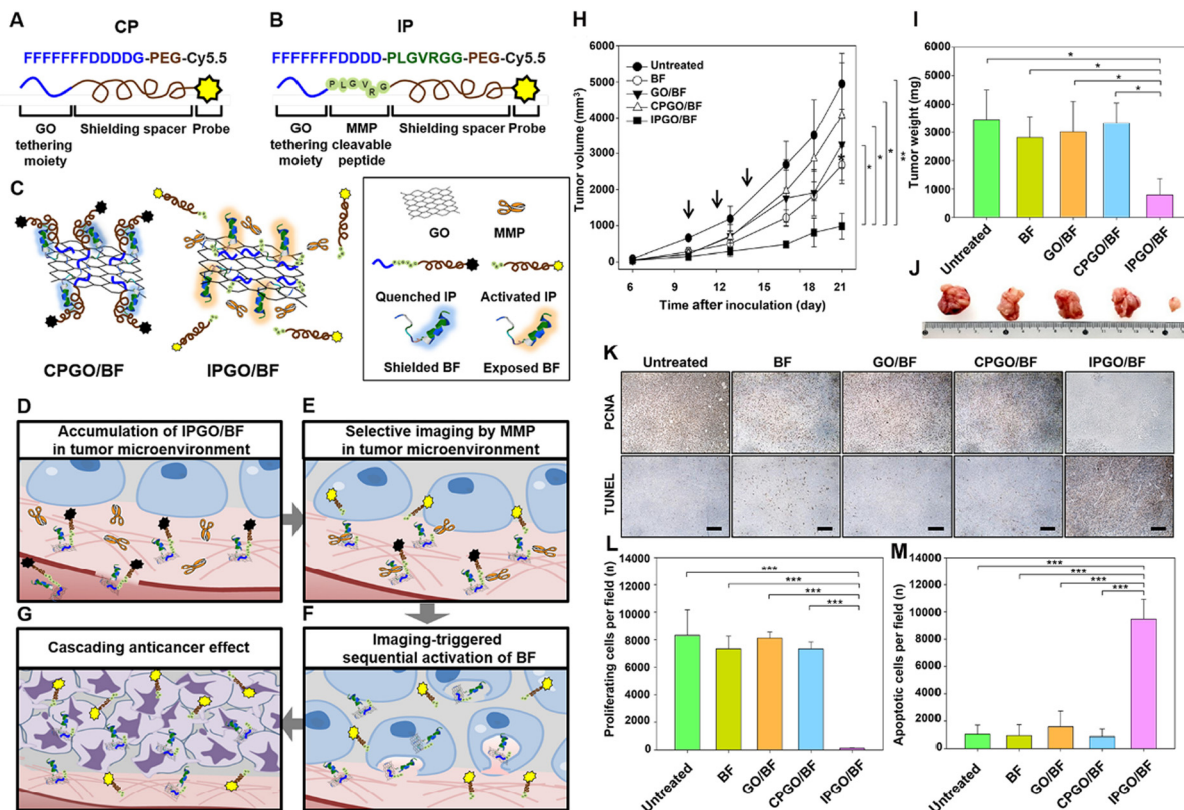 A
CP
FFFFFFFDDDDG-PEG-Cy5.5
GO
tethering
moiety
Shielding spacer
Probe
B
IP
FFFFFFFDDDD-PLGVRGG-PEG-Cy5.5
P L G V R G
GO
tethering
moiety
MMP
cleavable
peptide
Shielding spacer
Probe
C
CPGO/BF
IPGO/BF
GO
MMP
Quenched IP
Activated IP
Shielded BF
Exposed BF
D
Accumulation of IPGO/BF
in tumor microenvironment
E
Selective imaging by MMP
in tumor microenvironment
G
Cascading anticancer effect
F
Imaging-triggered
sequential activation of BF
H
Tumor volume (mm³)
6000
5000
4000
3000
2000
1000
0
Untreated
BF
GO/BF
CPGO/BF
IPGO/BF
*
*
*
**
*
6 9 12 15 18 21
Time after inoculation (day)
I
Tumor weight (mg)
6000
5000
4000
3000
2000
1000
0
*
*
*
*
Untreated
BF
GO/BF
CPGO/BF
IPGO/BF
J
K
Untreated
BF
GO/BF
CPGO/BF
IPGO/BF
PCNA
TUNEL
L
Proliferating cells per field (n)
14000
12000
10000
8000
6000
4000
2000
0
***
***
***
***
Untreated
BF
GO/BF
CPGO/BF
IPGO/BF
M
Apoptotic cells per field (n)
14000
12000
10000
8000
6000
4000
2000
0
***
***
***
***
Untreated
BF
GO/BF
CPGO/BF
IPGO/BF